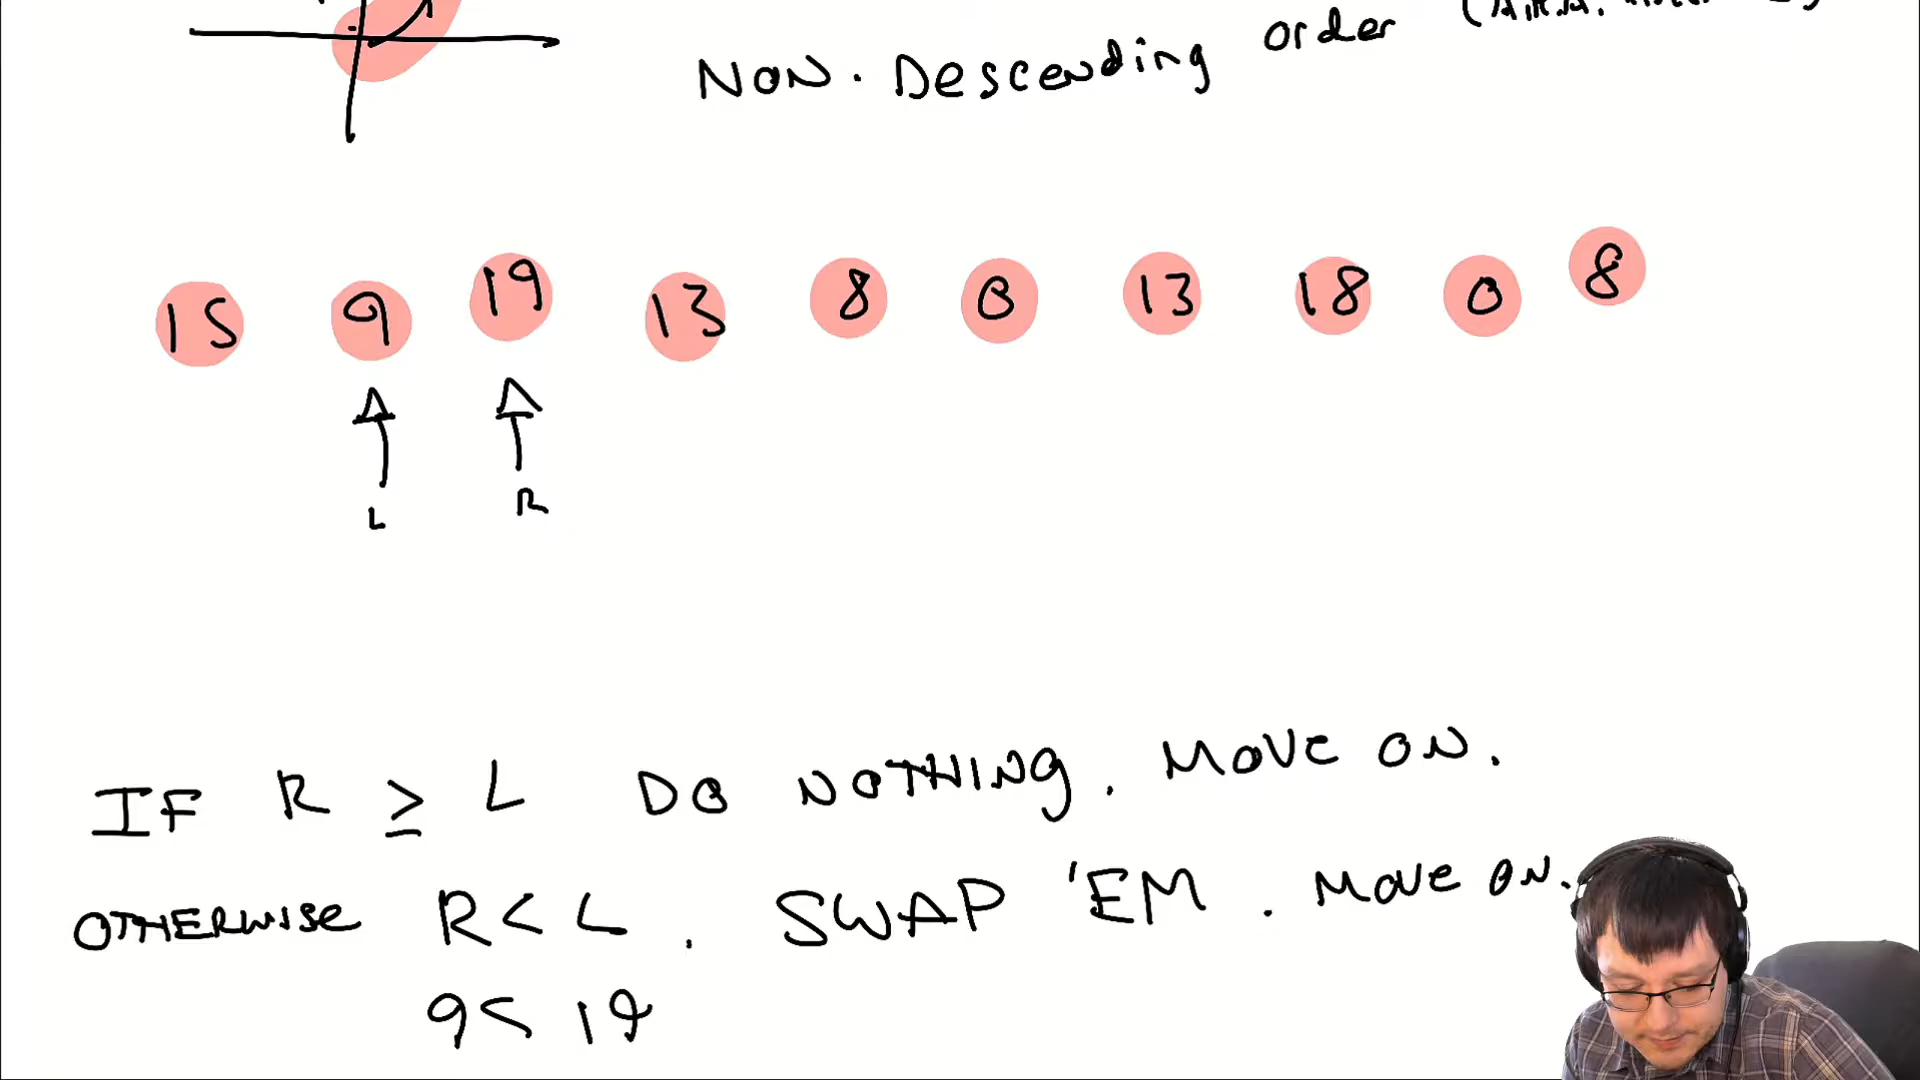 NON. Descending order
15 9 19 13 8 0 13 18 0 8
L R
IF R ≥ L DO NOTHING. MOVE ON.
OTHERWISE R < L. SWAP 'EM. MOVE ON.
9 < 19